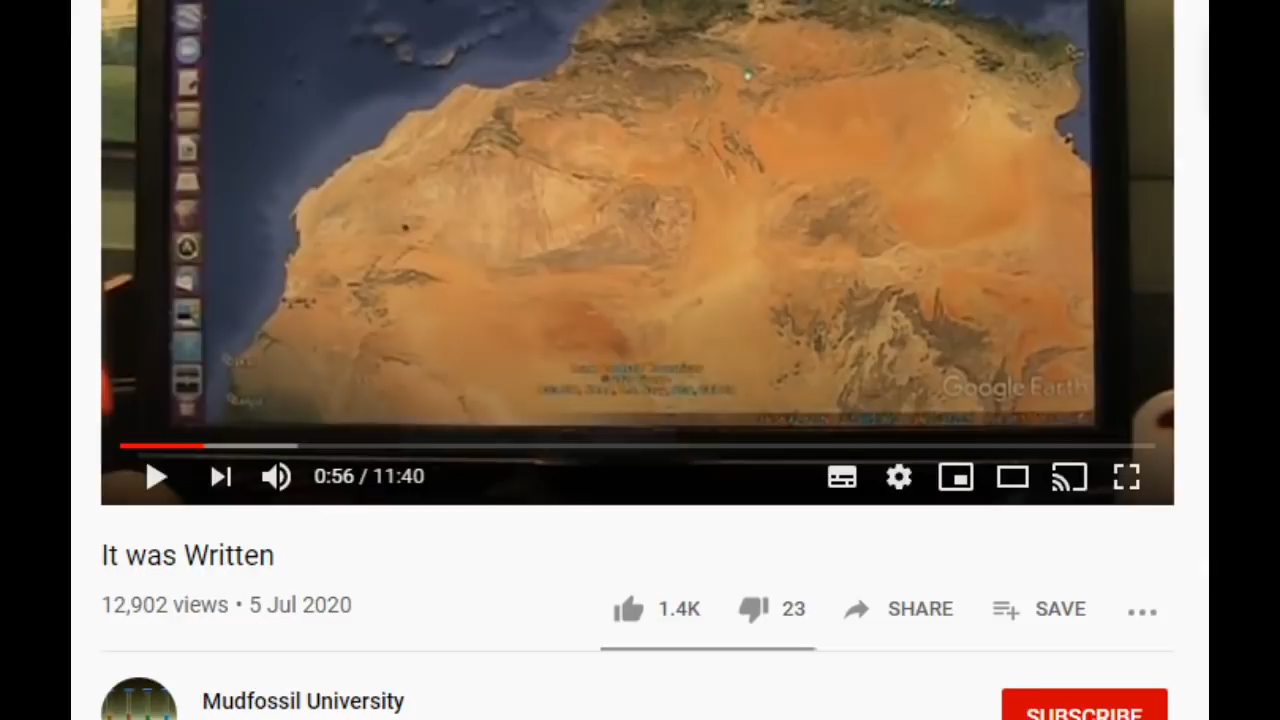 Google Earth
0:56 / 11:40
It was Written
12,902 views • 5 Jul 2020
1.4K 23 SHARE SAVE
Mudfossil University
SUBSCRIBE